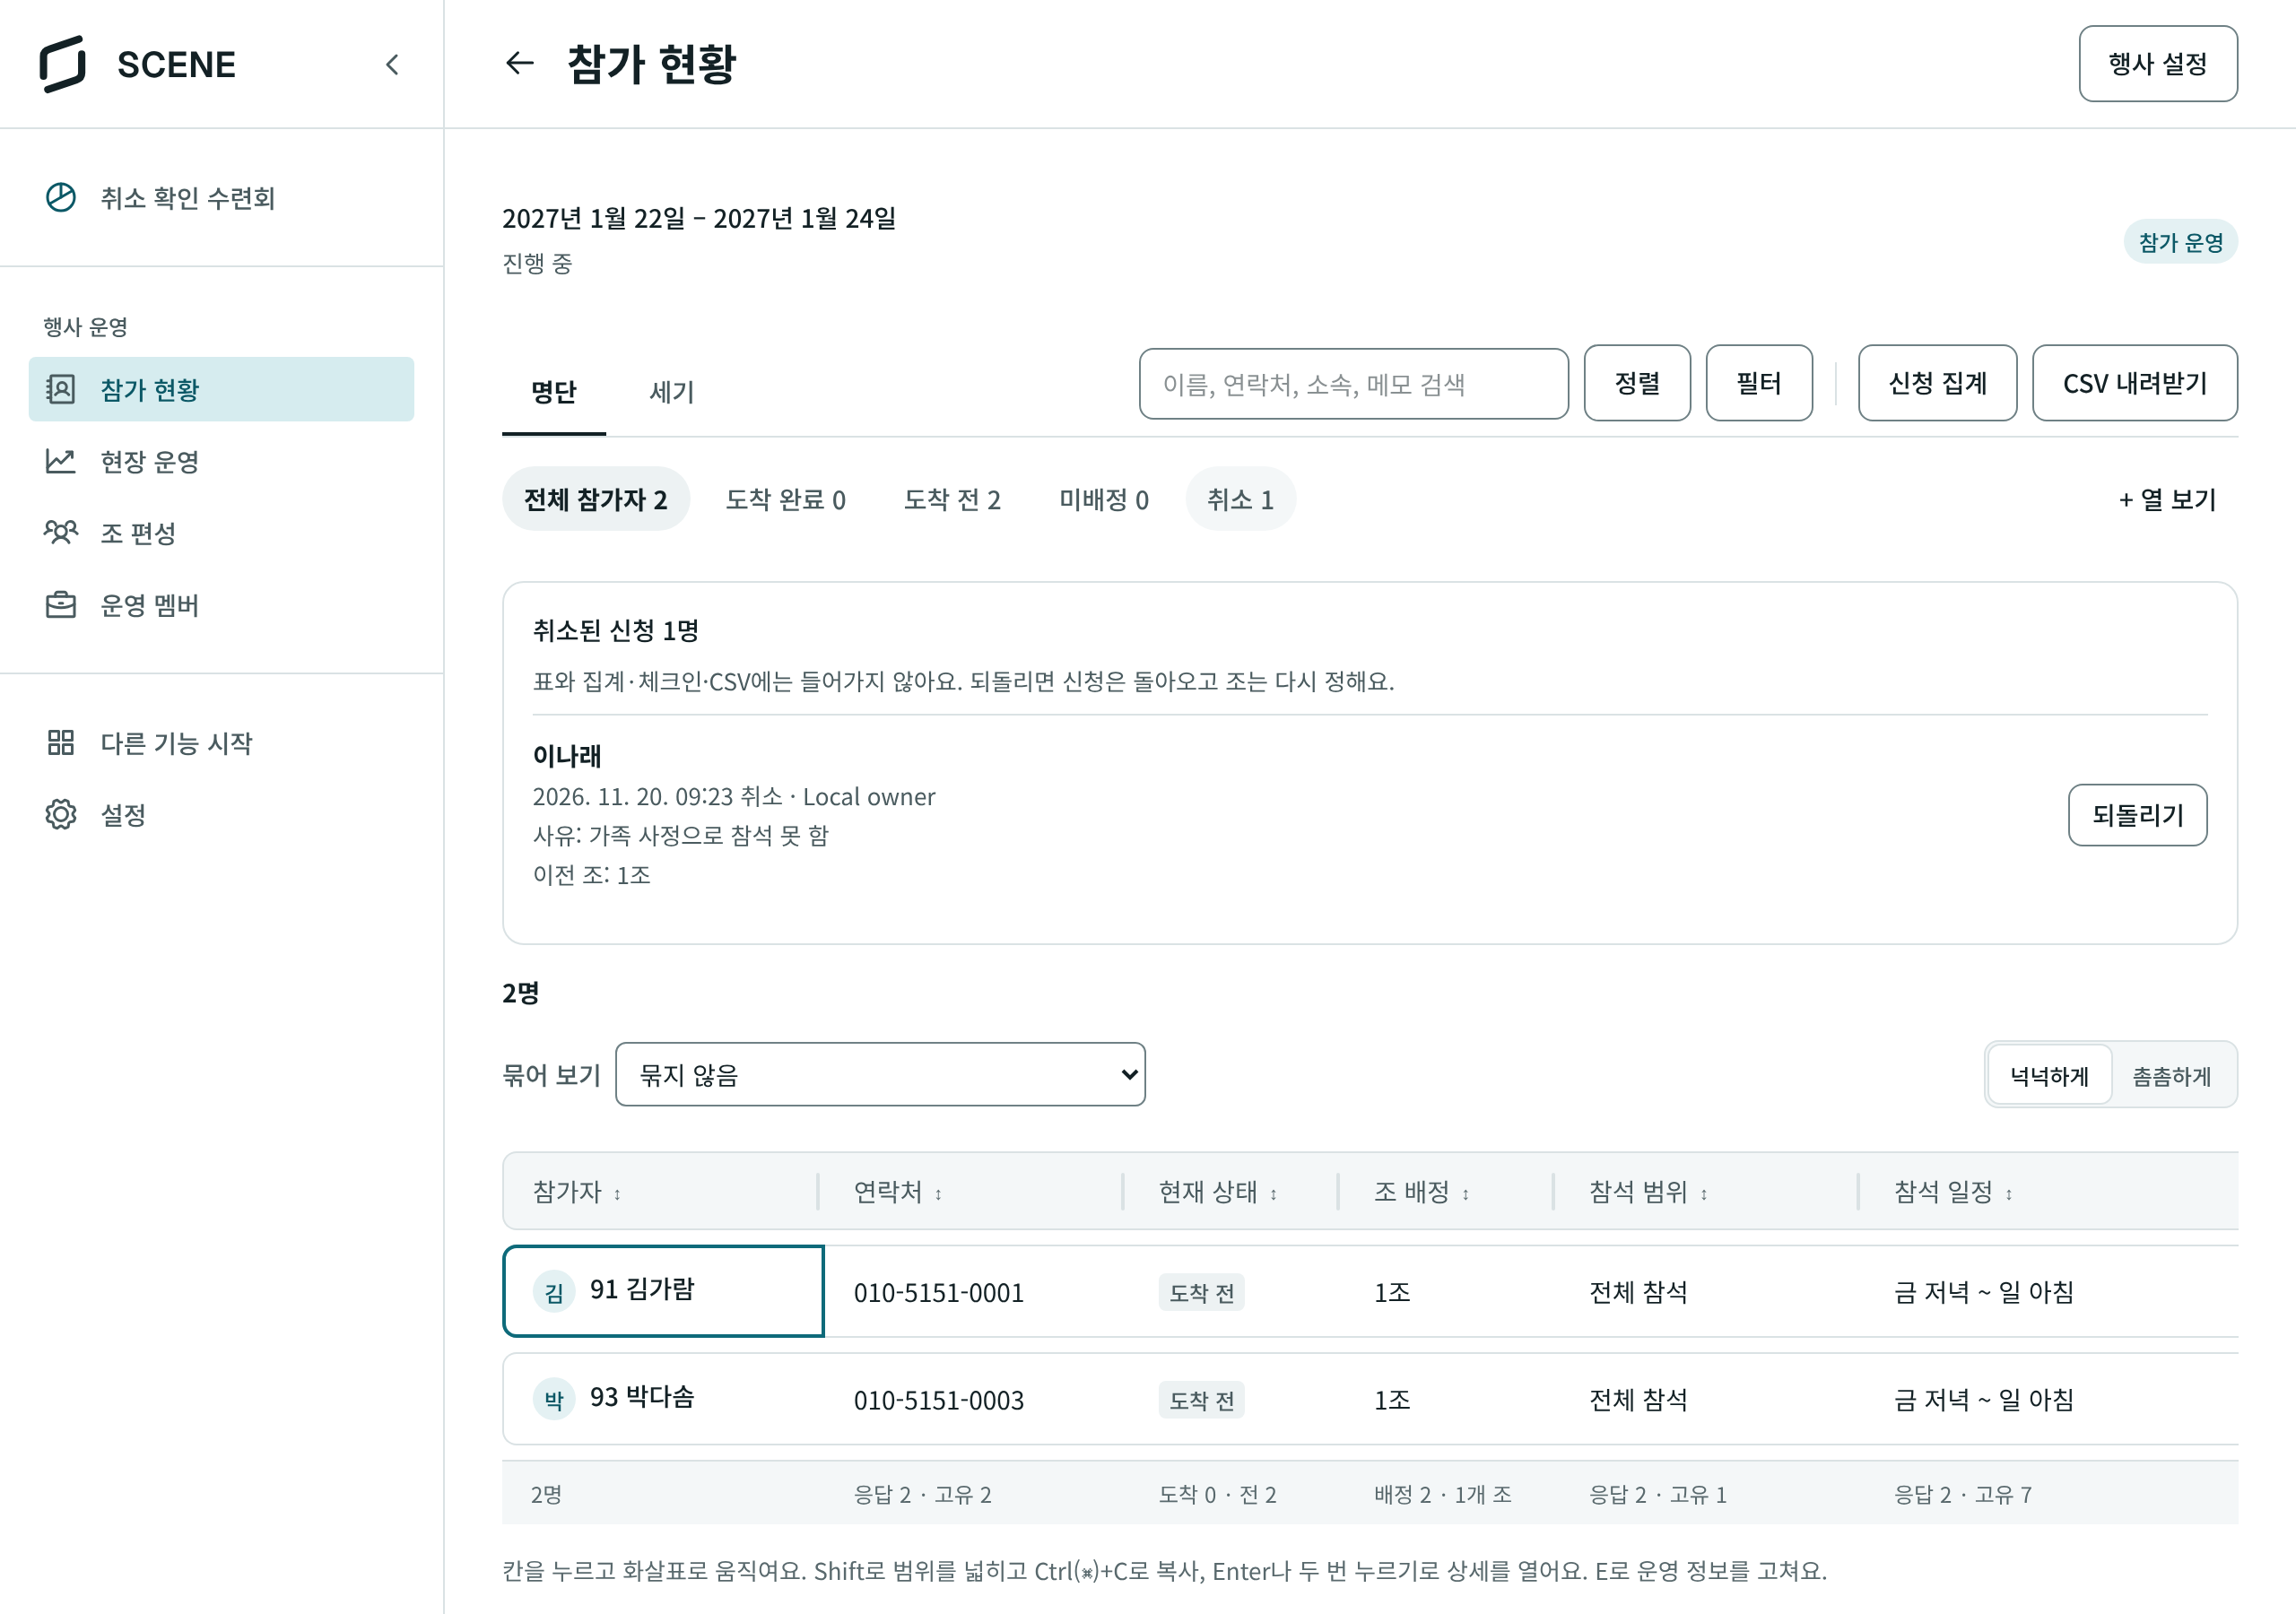 SCENE
참가 현황
행사 설정
취소 확인 수련회
행사 운영
참가 현황
현장 운영
조 편성
운영 멤버
다른 기능 시작
설정
2027년 1월 22일 – 2027년 1월 24일
진행 중
참가 운영
명단 세기
이름, 연락처, 소속, 메모 검색
정렬
필터
신청 집계
CSV 내려받기
전체 참가자 2 도착 완료 0 도착 전 2 미배정 0 취소 1
+ 열 보기
취소된 신청 1명
표와 집계·체크인·CSV에는 들어가지 않아요. 되돌리면 신청은 돌아오고 조는 다시 정해요.
이나래
2026. 11. 20. 09:23 취소 · Local owner
사유: 가족 사정으로 참석 못 함
이전 조: 1조
되돌리기
2명
묶어 보기 묶지 않음
넉넉하게 촘촘하게
참가자 ↕ 연락처 ↕ 현재 상태 ↕ 조 배정 ↕ 참석 범위 ↕ 참석 일정 ↕
김 91 김가람 010-5151-0001 도착 전 1조 전체 참석 금 저녁 ~ 일 아침
박 93 박다솜 010-5151-0003 도착 전 1조 전체 참석 금 저녁 ~ 일 아침
2명 응답 2 · 고유 2 도착 0 · 전 2 배정 2 · 1개 조 응답 2 · 고유 1 응답 2 · 고유 7
칸을 누르고 화살표로 움직여요. Shift로 범위를 넓히고 Ctrl(⌘)+C로 복사, Enter나 두 번 누르기로 상세를 열어요. E로 운영 정보를 고쳐요.